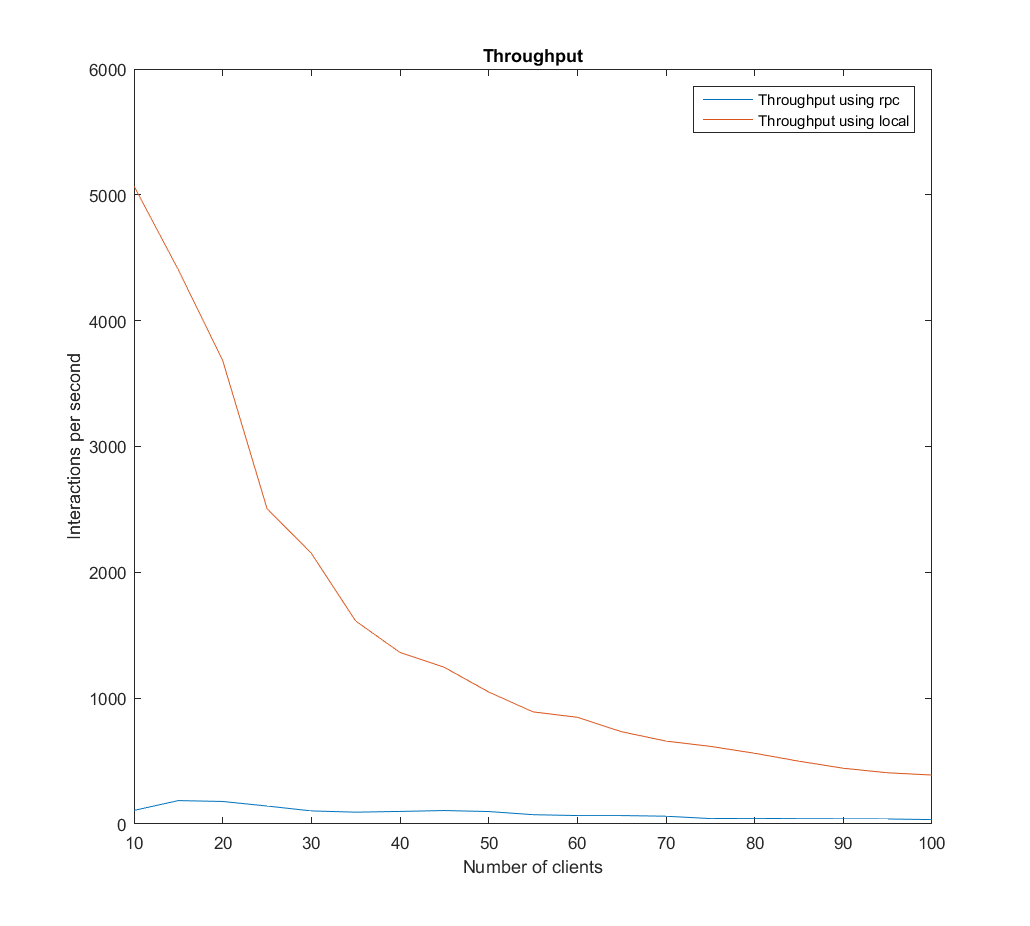 Throughput
6000
5000
4000
3000
2000
1000
0
Interactions per second
Throughput using rpc
Throughput using local
10 20 30 40 50 60 70 80 90 100
Number of clients